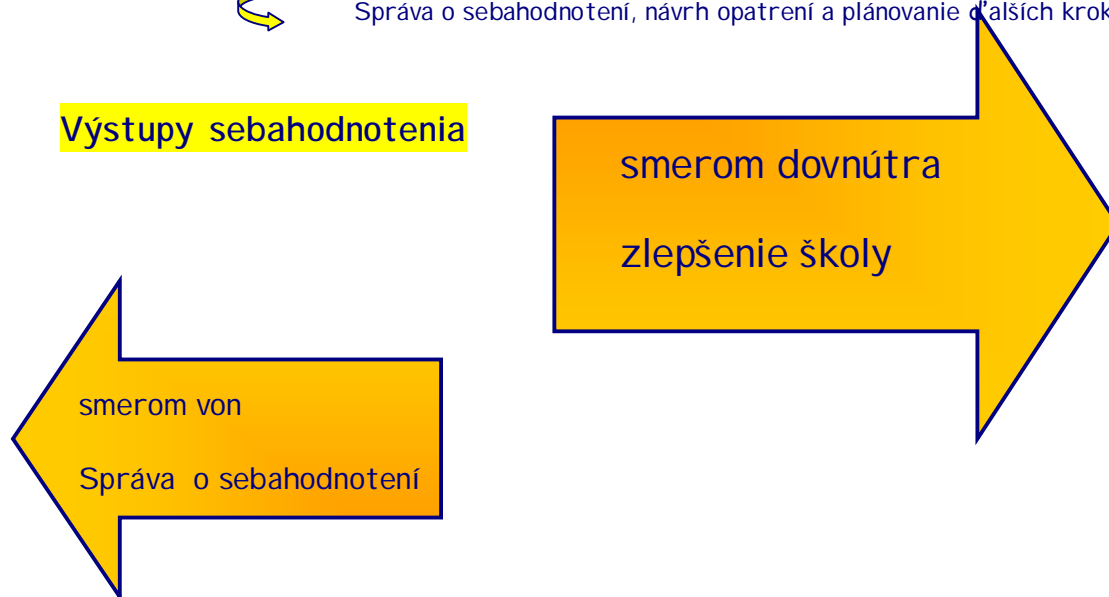 Správa o sebahodnotení, návrh opatrení a plánovanie ďalších krok
Výstupy sebahodnotenia
smerom dovnútra
zlepšenie školy
smerom von
Správa o sebahodnotení